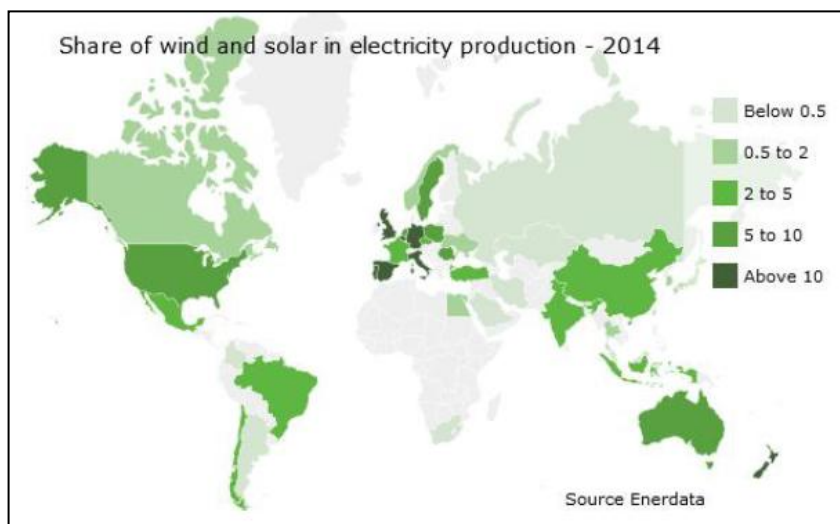 Share of wind and solar in electricity production - 2014
Below 0.5
0.5 to 2
2 to 5
5 to 10
Above 10
Source Enerdata